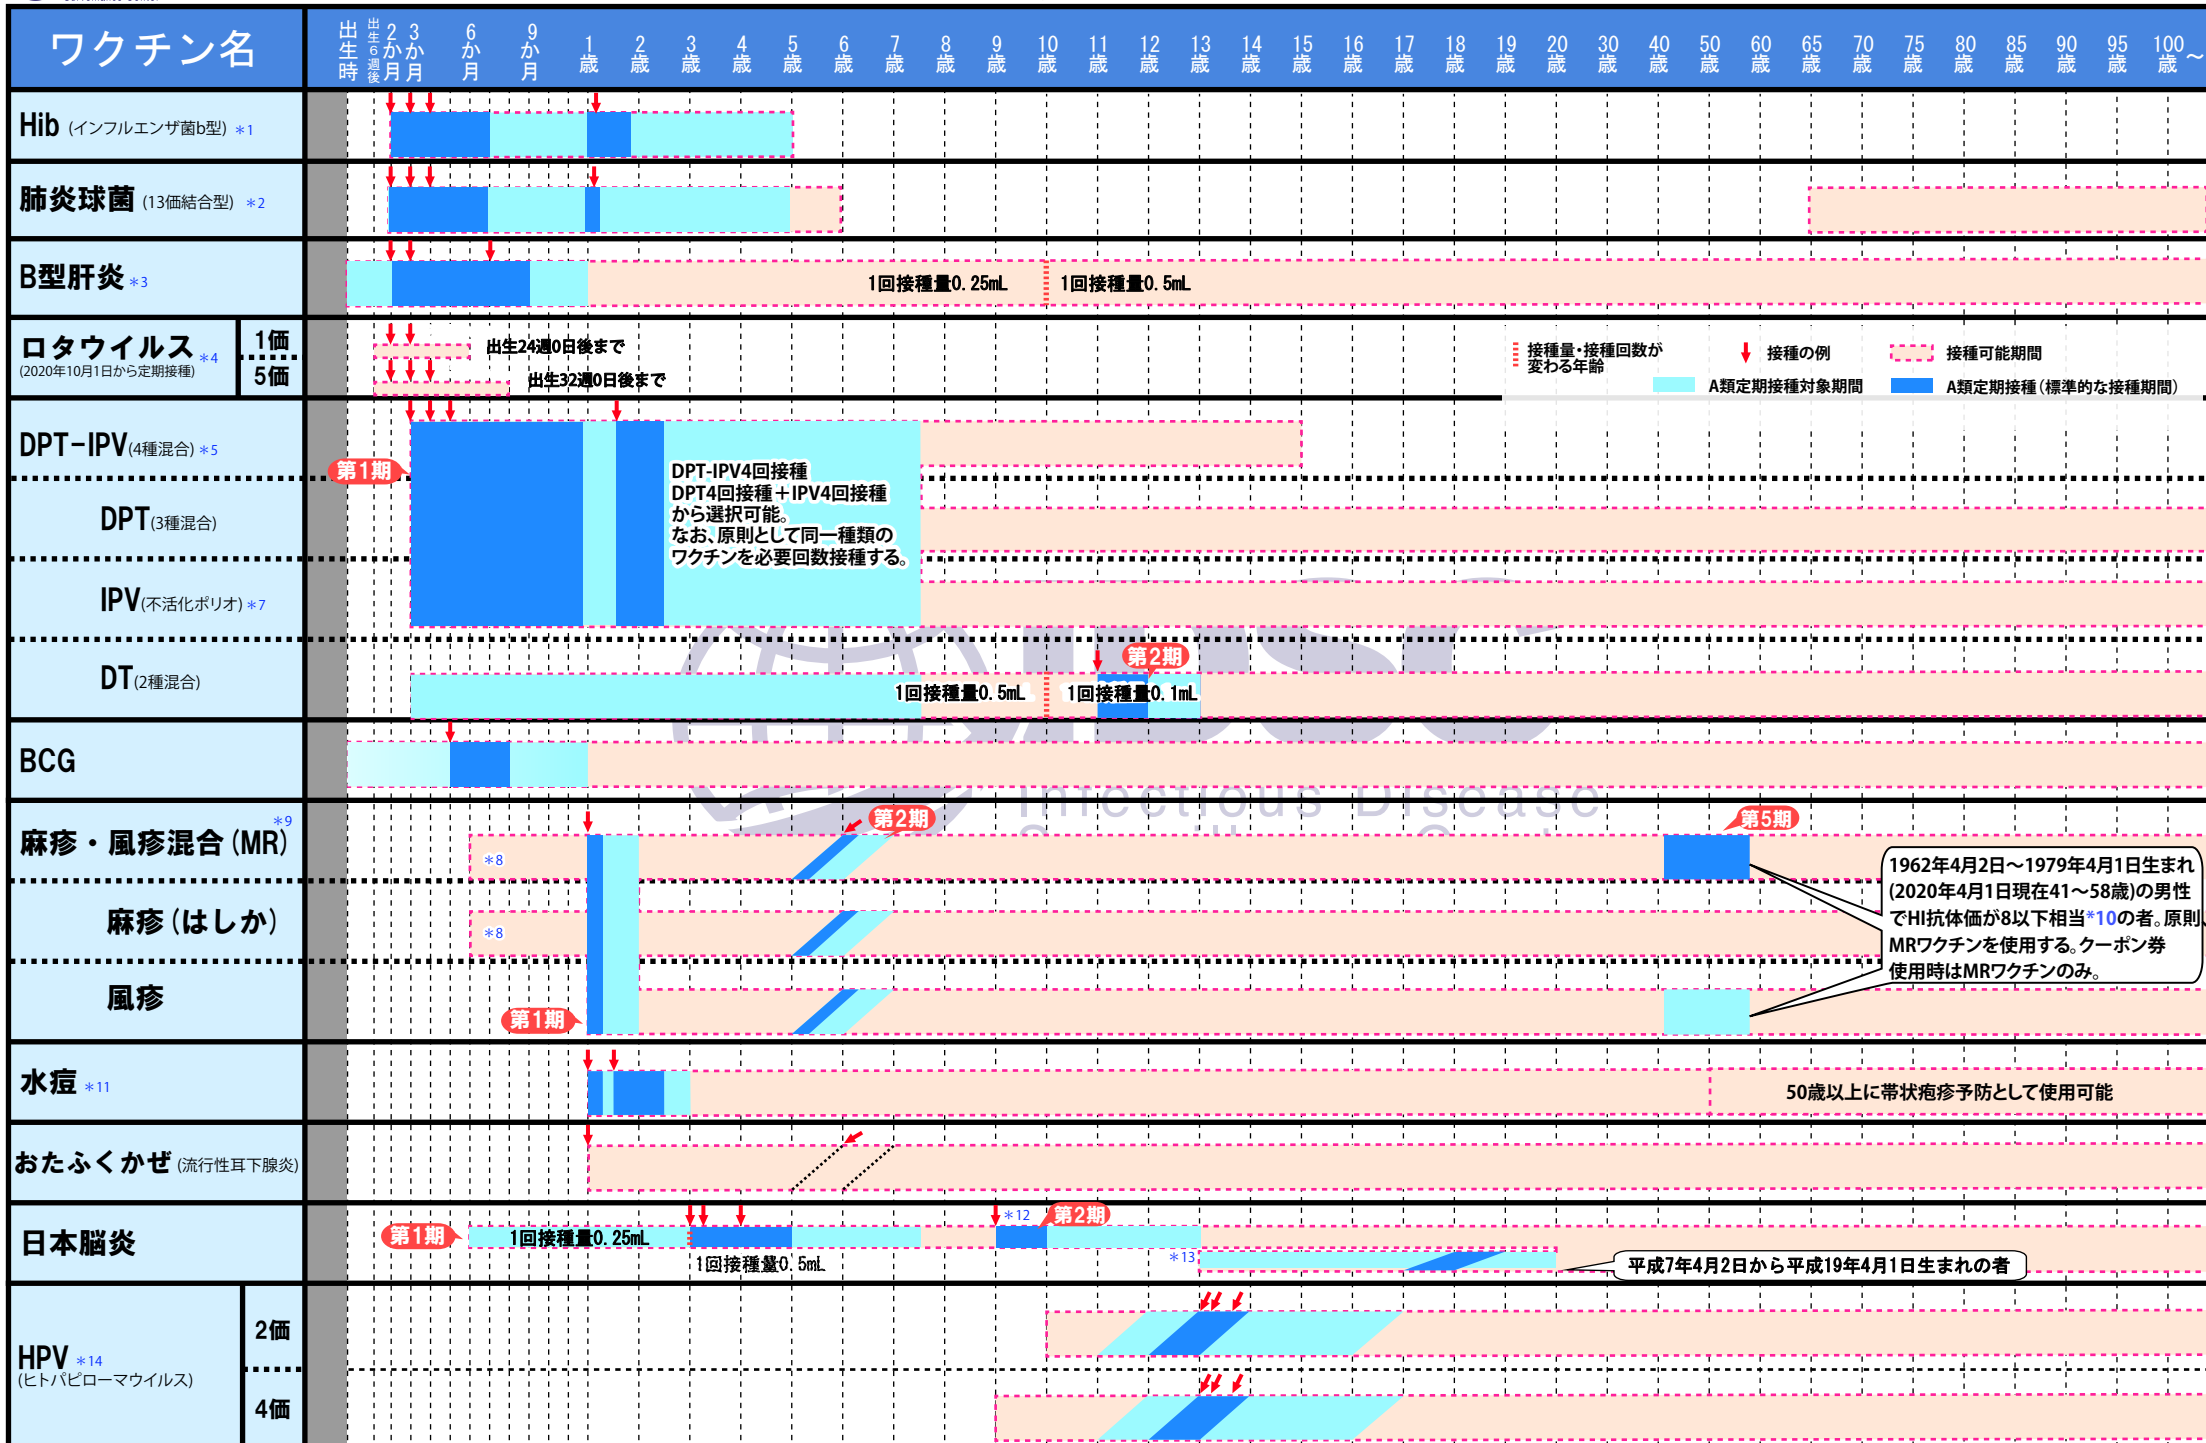 ワクチン名
出生時
出生6週後
2か月
3か月
6か月
9か月
1歳
2歳
3歳
4歳
5歳
6歳
7歳
8歳
9歳
10歳
11歳
12歳
13歳
14歳
15歳
16歳
17歳
18歳
19歳
20歳
30歳
40歳
50歳
60歳
65歳
70歳
75歳
80歳
85歳
90歳
95歳
100歳〜
Hib (インフルエンザ菌b型) *1
肺炎球菌 (13価結合型) *2
B型肝炎 *3
1回接種量0.25mL
1回接種量0.5mL
ロタウイルス *4
(2020年10月1日から定期接種)
1価
5価
出生24週0日後まで
出生32週0日後まで
接種量・接種回数が
変わる年齢
接種の例
接種可能期間
A類定期接種対象期間
A類定期接種(標準的な接種期間)
DPT-IPV(4種混合) *5
第1期
DPT-IPV4回接種
DPT4回接種+IPV4回接種
から選択可能。
なお、原則として同一種類の
ワクチンを必要回数接種する。
DPT(3種混合)
IPV(不活化ポリオ) *7
DT(2種混合)
1回接種量0.5mL
1回接種量0.1mL
第2期
BCG
Infectious Disease
麻疹・風疹混合(MR) *9
*8
第2期
第5期
1962年4月2日〜1979年4月1日生まれ
(2020年4月1日現在41〜58歳)の男性
でHI抗体価が8以下相当*10の者。原則、
MRワクチンを使用する。クーポン券
使用時はMRワクチンのみ。
麻疹(はしか)
*8
風疹
第1期
水痘 *11
50歳以上に帯状疱疹予防として使用可能
おたふくかぜ (流行性耳下腺炎)
日本脳炎
第1期
1回接種量0.25mL
1回接種量0.5mL
*12
第2期
*13
平成7年4月2日から平成19年4月1日生まれの者
HPV *14
(ヒトパピローマウイルス)
2価
4価